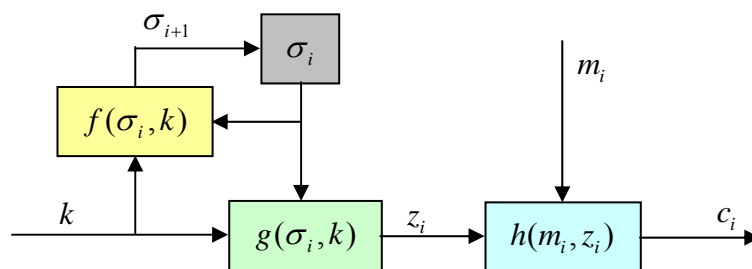 σ_{i+1}
σ_i
m_i
f(σ_i, k)
k
g(σ_i, k)
z_i
h(m_i, z_i)
c_i